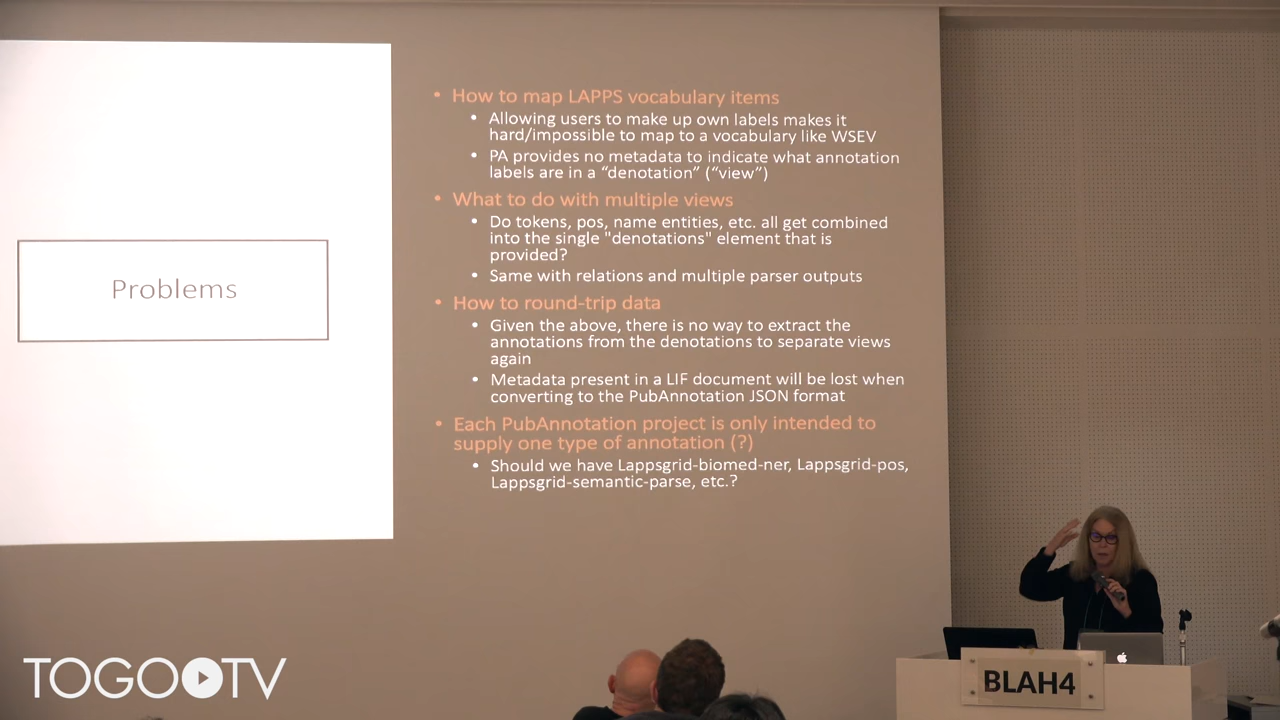 Problems
• How to map LAPPS vocabulary items
• Allowing users to make up own labels makes it
hard/impossible to map to a vocabulary like WSEV
• PA provides no metadata to indicate what annotation
labels are in a “denotation” (“view”)
• What to do with multiple views
• Do tokens, pos, name entities, etc. all get combined
into the single "denotations" element that is
provided?
• Same with relations and multiple parser outputs
• How to round-trip data
• Given the above, there is no way to extract the
annotations from the denotations to separate views
again
• Metadata present in a LIF document will be lost when
converting to the PubAnnotation JSON format
• Each PubAnnotation project is only intended to
supply one type of annotation (?)
• Should we have Lappsgrid-biomed-ner, Lappsgrid-pos,
Lappsgrid-semantic-parse, etc.?
BLAH4
TOGOTV